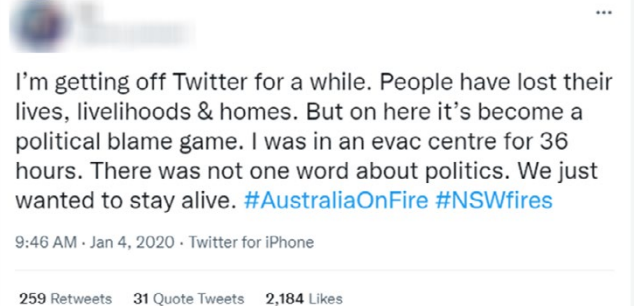 I'm getting off Twitter for a while. People have lost their
lives, livelihoods & homes. But on here it's become a
political blame game. I was in an evac centre for 36
hours. There was not one word about politics. We just
wanted to stay alive. #AustraliaOnFire #NSWfires
9:46 AM · Jan 4, 2020 · Twitter for iPhone
259 Retweets 31 Quote Tweets 2,184 Likes